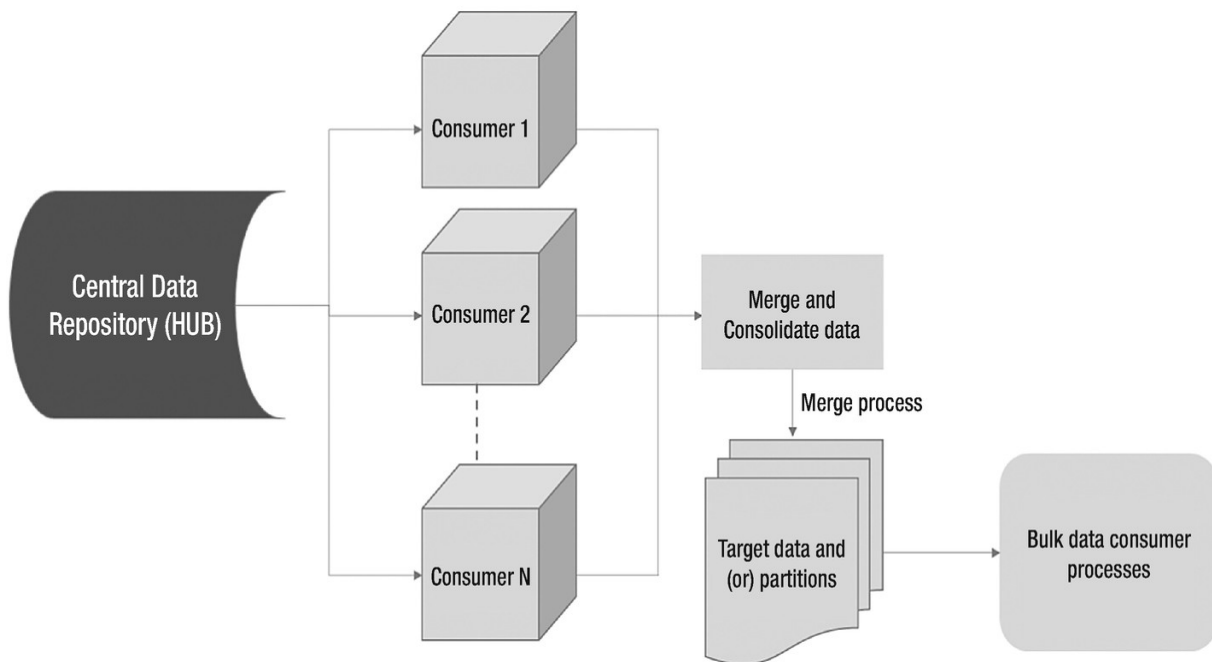 Central Data
Repository (HUB)
Consumer 1
Consumer 2
Consumer N
Merge and
Consolidate data
Merge process
Target data and
(or) partitions
Bulk data consumer
processes